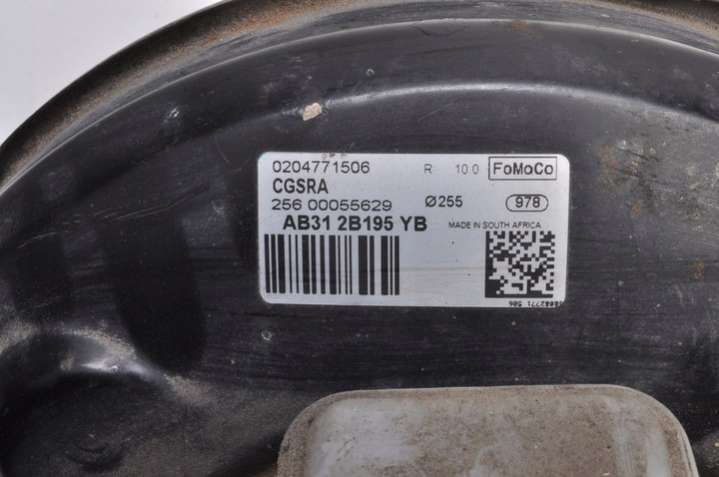 0204771506 R 10.0 FoMoCo
CGSRA
256 00055629 Ø255 978
AB31 2B195 YB MADE IN SOUTH AFRICA